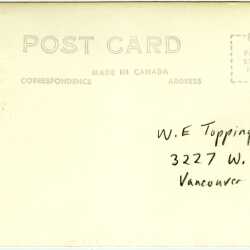 POST CARD
MADE IN CANADA
CORRESPONDENCE ADDRESS
W.E Topping
3227 W.
Vancouver